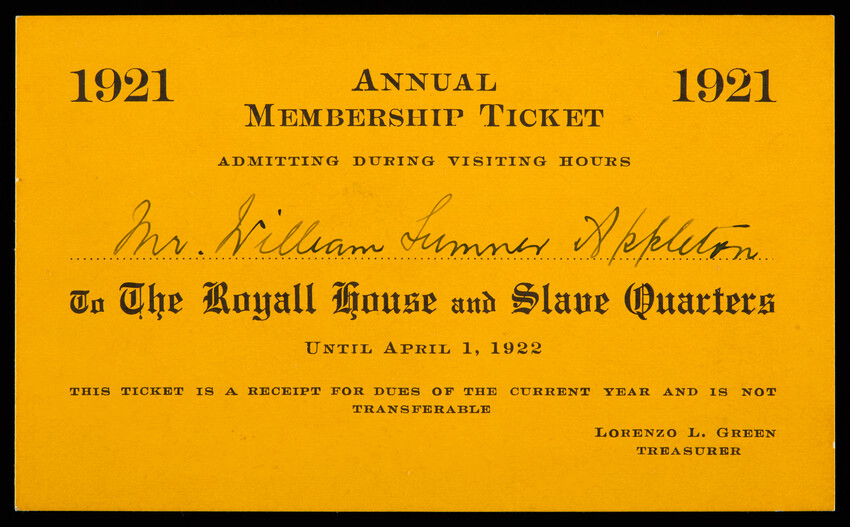 1921 ANNUAL 1921
MEMBERSHIP TICKET
ADMITTING DURING VISITING HOURS
Mr. William Sumner Appleton
To The Royall House and Slave Quarters
UNTIL APRIL 1, 1922
THIS TICKET IS A RECEIPT FOR DUES OF THE CURRENT YEAR AND IS NOT
TRANSFERABLE
LORENZO L. GREEN
TREASURER